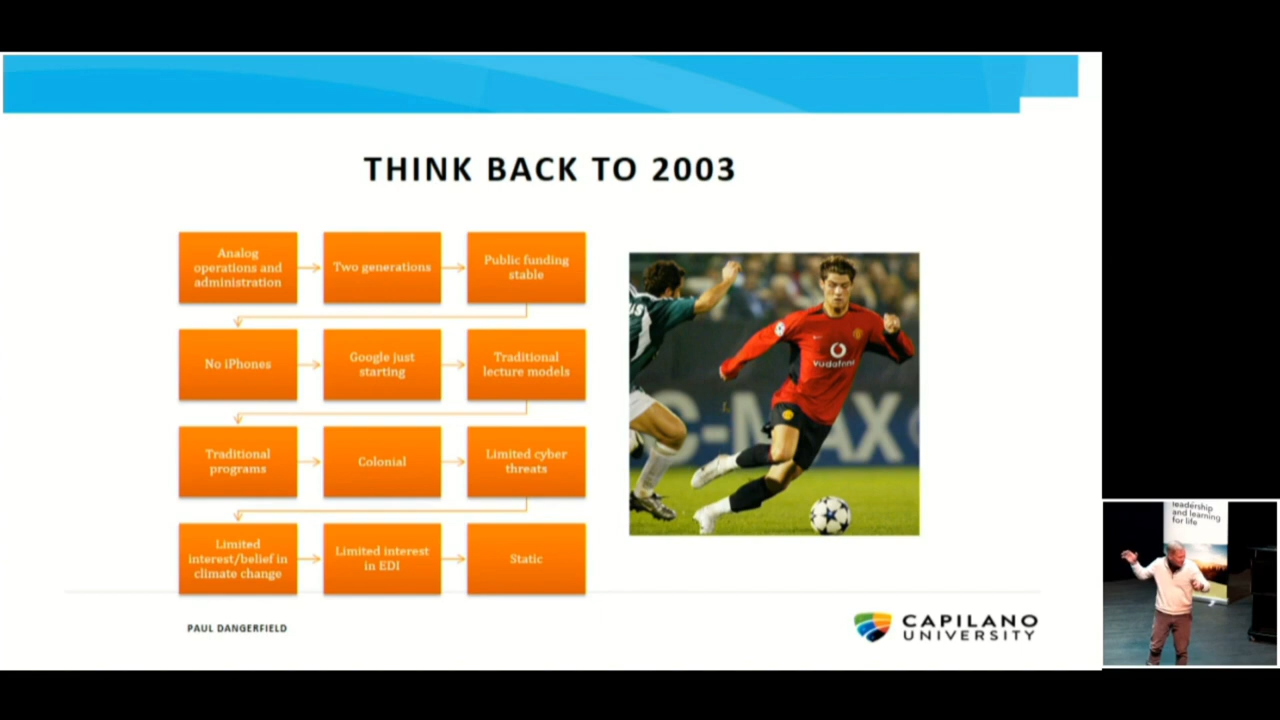 THINK BACK TO 2003
Analog
operations and
administration
Two generations
Public funding
stable
No iPhones
Google just
starting
Traditional
lecture models
Traditional
programs
Colonial
Limited cyber
threats
Limited
interest/belief in
climate change
Limited interest
in EDI
Static
vodafone
C-MAX
PAUL DANGERFIELD
CAPILANO
UNIVERSITY
leadership
and learning
for life